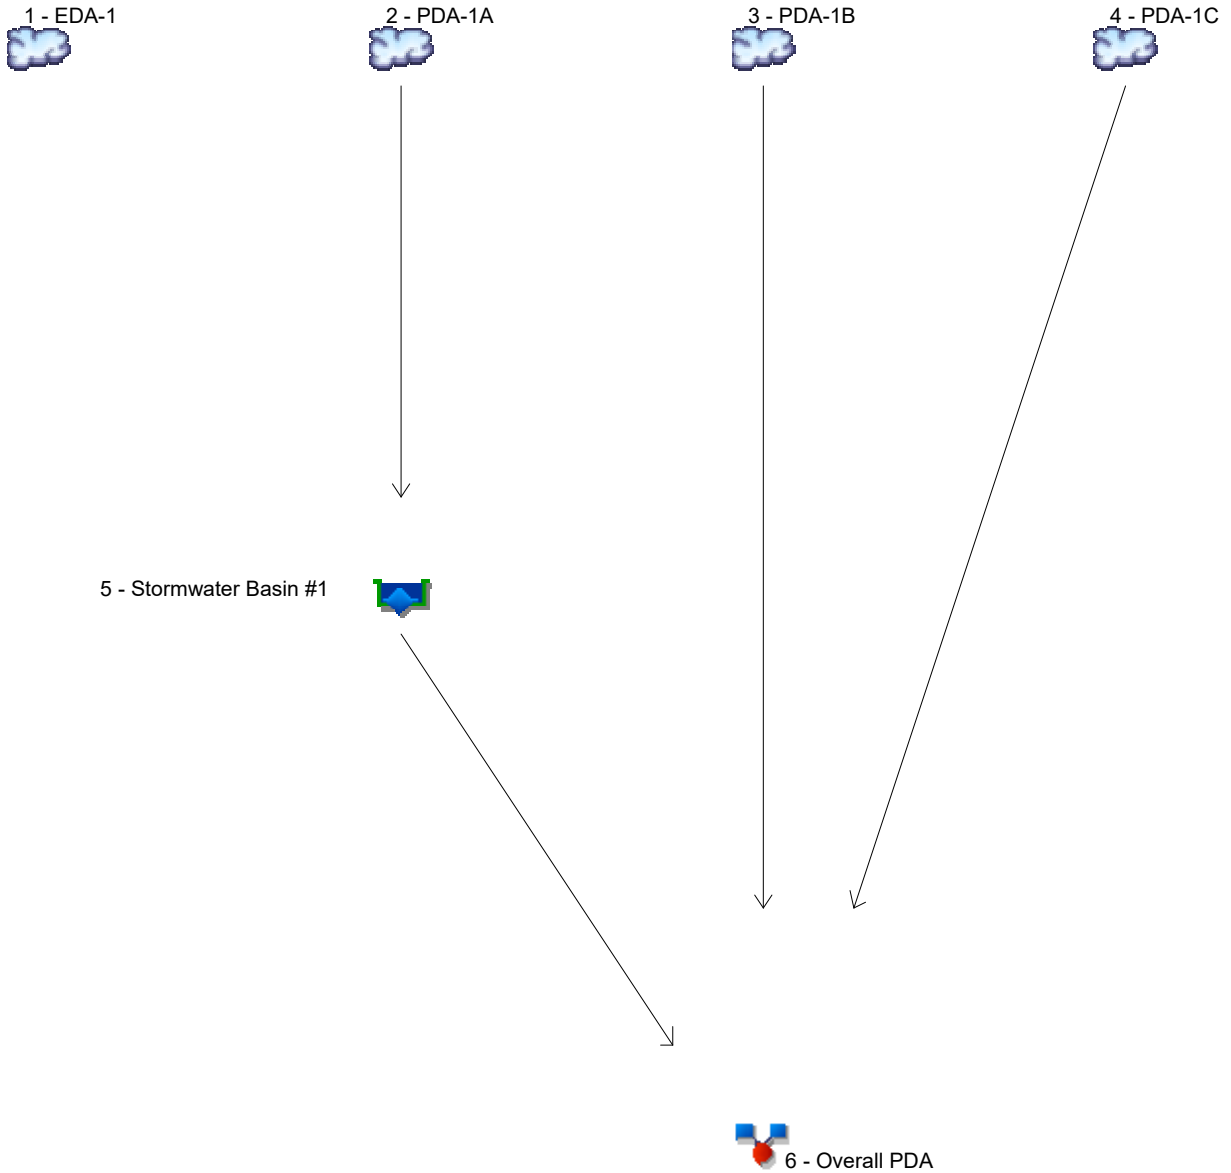 1 - EDA-1
2 - PDA-1A
3 - PDA-1B
4 - PDA-1C
5 - Stormwater Basin #1
6 - Overall PDA